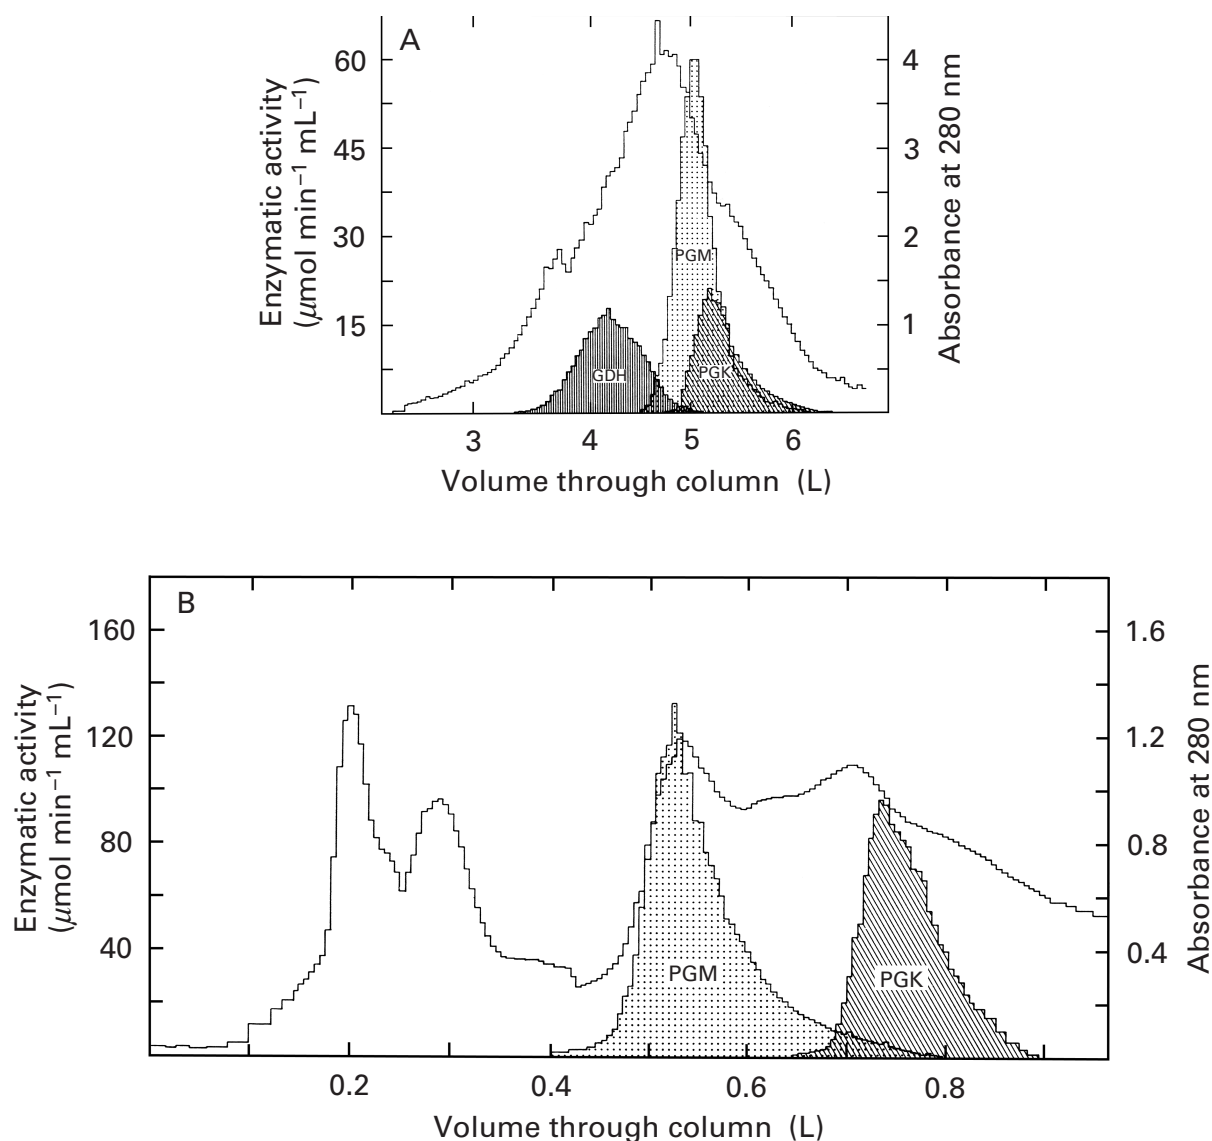 A
Enzymatic activity
(μmol min⁻¹ mL⁻¹)
60
45
30
15
4
3
2
1
Absorbance at 280 nm
PGM
GDH
PGK
3 4 5 6
Volume through column (L)
B
Enzymatic activity
(μmol min⁻¹ mL⁻¹)
160
120
80
40
1.6
1.2
0.8
0.4
Absorbance at 280 nm
PGM
PGK
0.2 0.4 0.6 0.8
Volume through column (L)